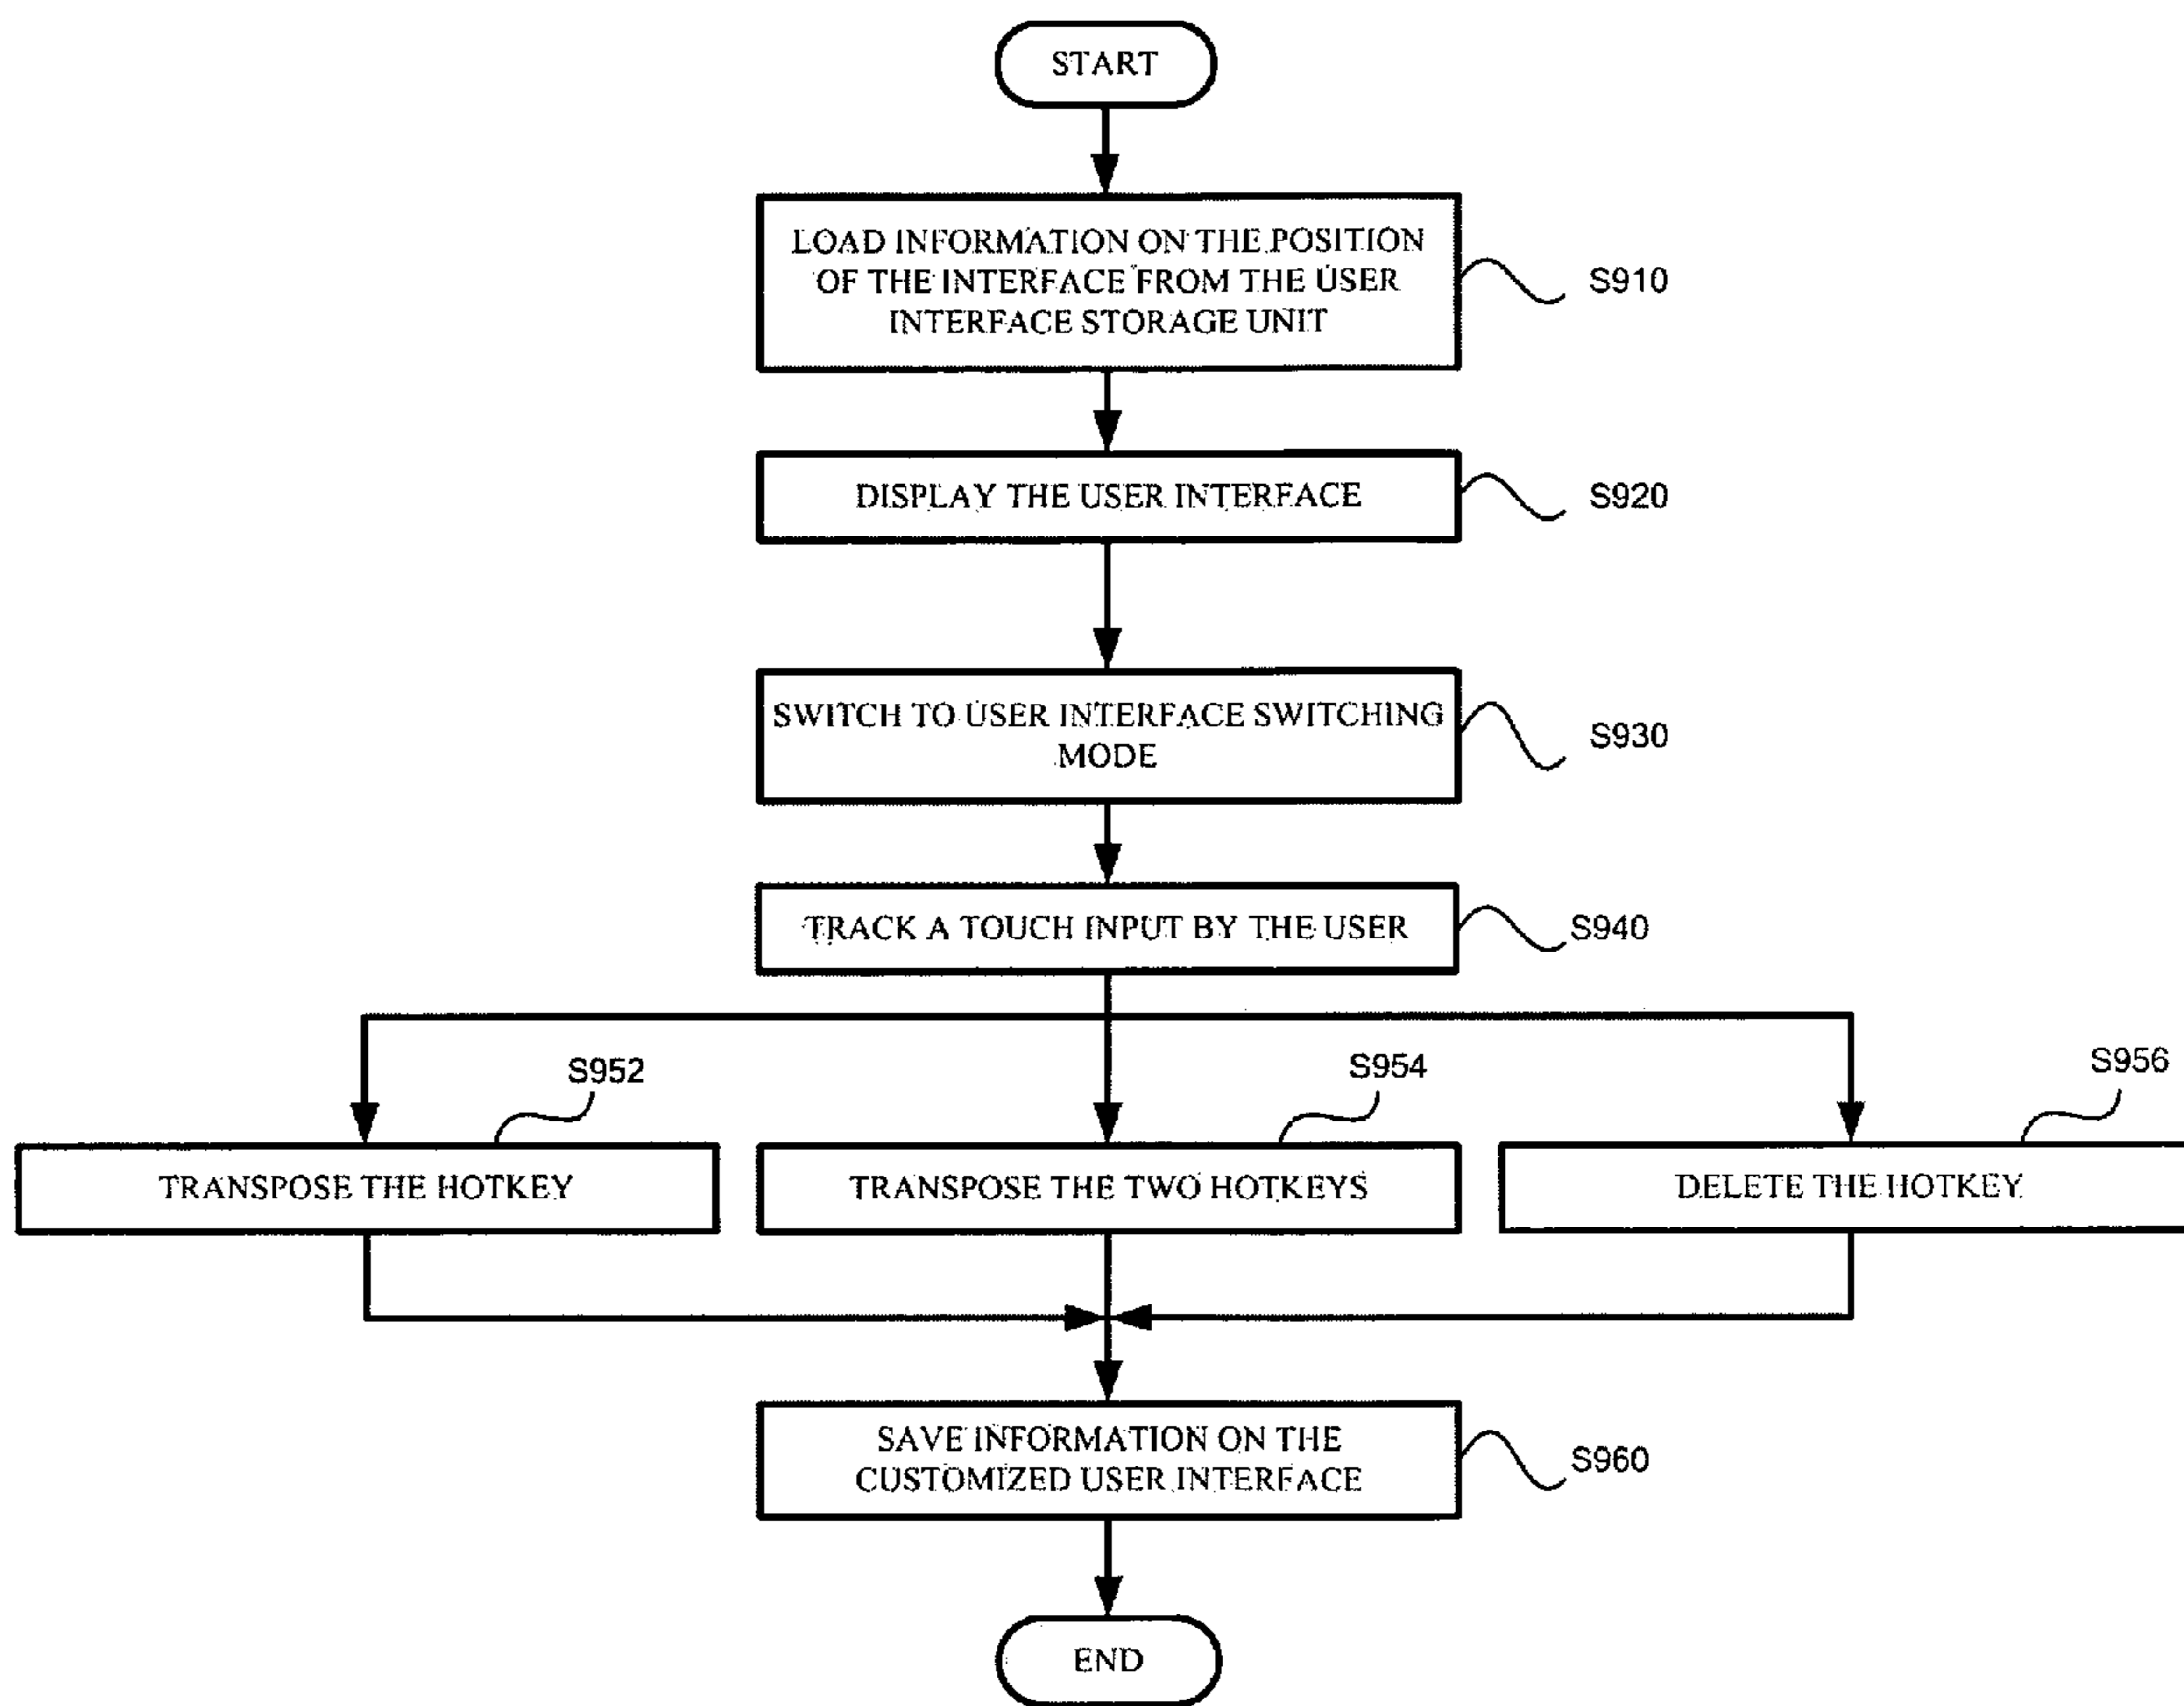 START
LOAD INFORMATION ON THE POSITION
OF THE INTERFACE FROM THE USER
INTERFACE STORAGE UNIT
S910
DISPLAY THE USER INTERFACE
S920
SWITCH TO USER INTERFACE SWITCHING
MODE
S930
TRACK A TOUCH INPUT BY THE USER
S940
S952
TRANSPOSE THE HOTKEY
S954
TRANSPOSE THE TWO HOTKEYS
S956
DELETE THE HOTKEY
SAVE INFORMATION ON THE
CUSTOMIZED USER INTERFACE
S960
END